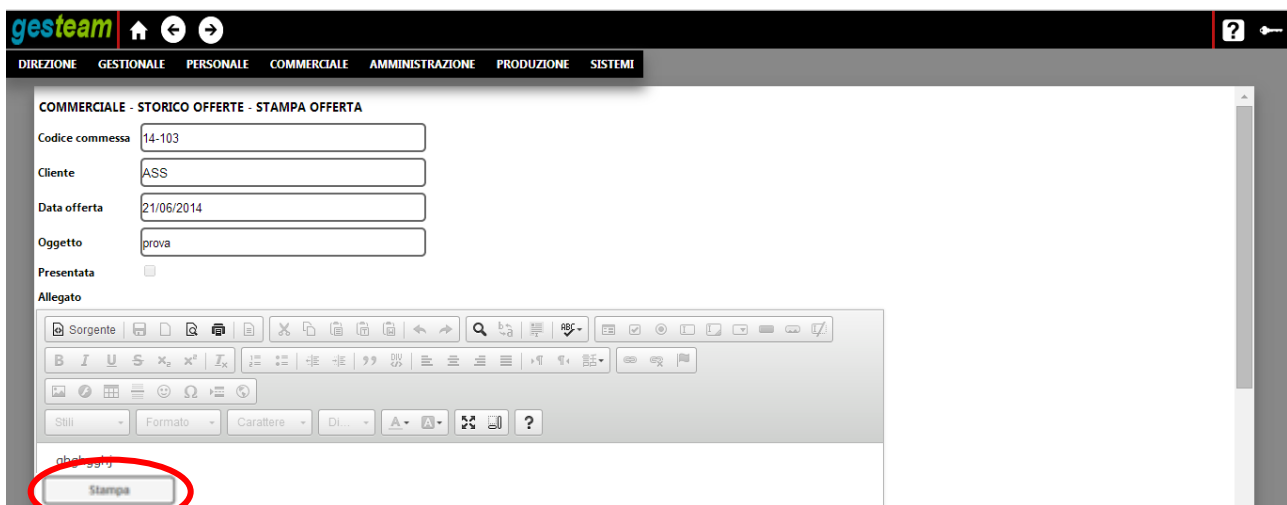 gesteam
DIREZIONE GESTIONALE PERSONALE COMMERCIALE AMMINISTRAZIONE PRODUZIONE SISTEMI
COMMERCIALE - STORICO OFFERTE - STAMPA OFFERTA
Codice commessa 14-103
Cliente ASS
Data offerta 21/06/2014
Oggetto prova
Presentata
Allegato
Sorgente
Stili Formato Carattere Di...
Stampa